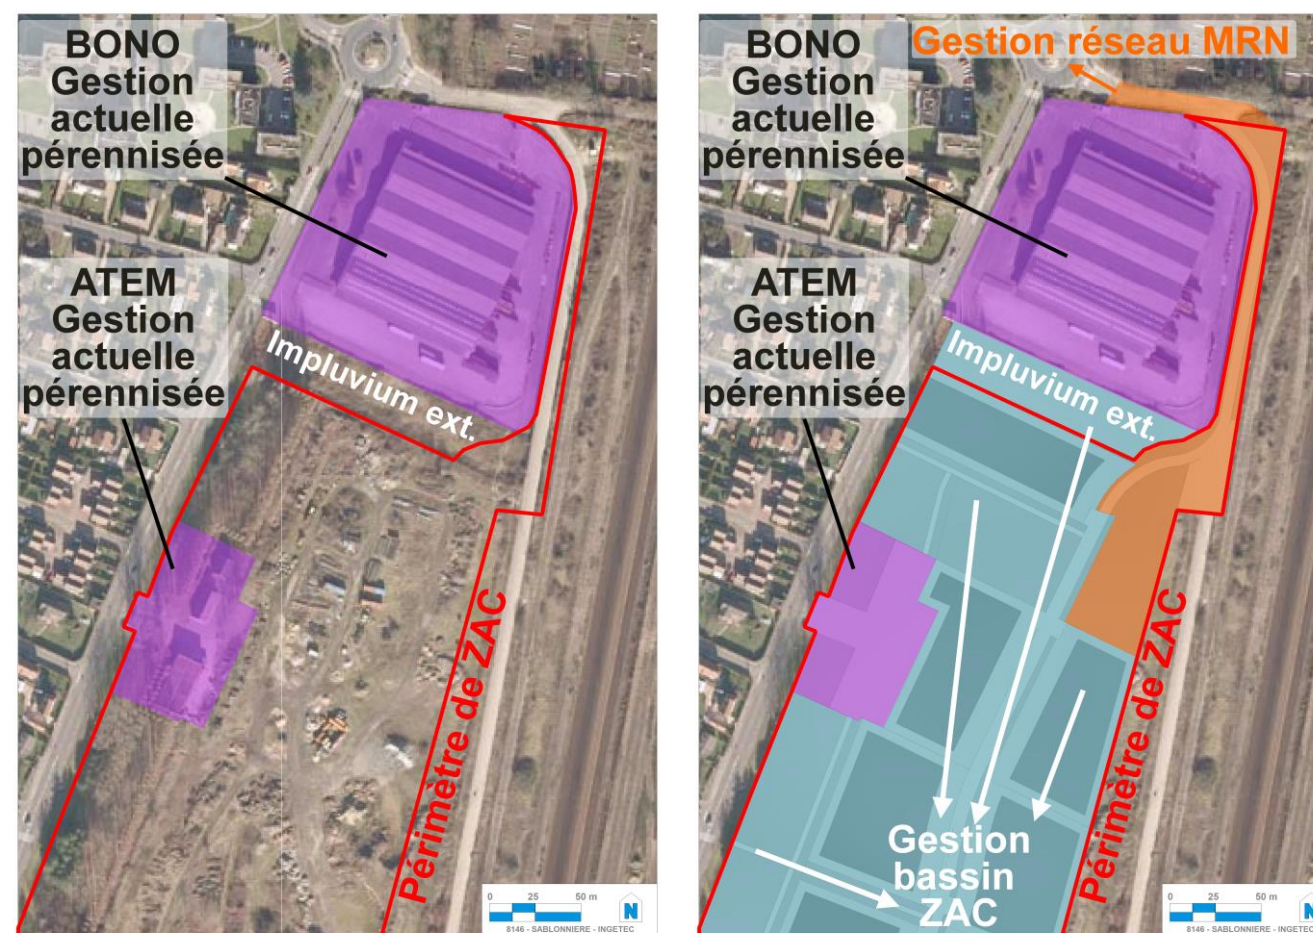 BONO
Gestion
actuelle
pérennisée
ATEM
Gestion
actuelle
pérennisée
Impluvium ext.
Périmètre de ZAC
0 25 50 m
N
8146 - SABLONNIERE - INGETEC
BONO
Gestion
actuelle
pérennisée
Gestion réseau MRN
ATEM
Gestion
actuelle
pérennisée
Impluvium ext.
Périmètre de ZAC
Gestion
bassin
ZAC
0 25 50 m
N
8146 - SABLONNIERE - INGETEC